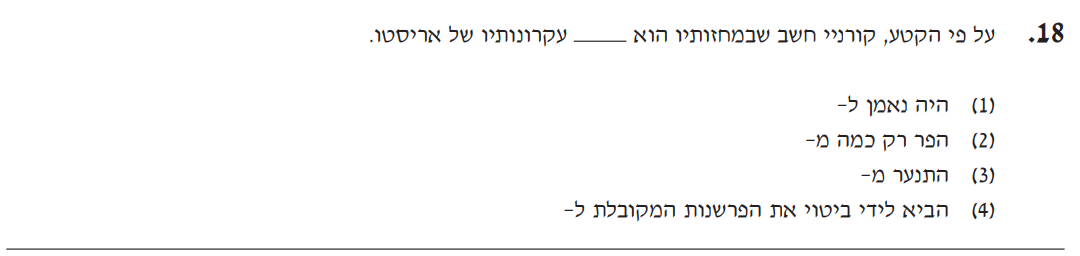 18. על פי הקטע, קורניי חשב שבמחזותיו הוא _____ עקרונותיו של אריסטו.
(1) היה נאמן ל-
(2) הפר רק כמה מ-
(3) התנער מ-
(4) הביא לידי ביטוי את הפרשנות המקובלת ל-